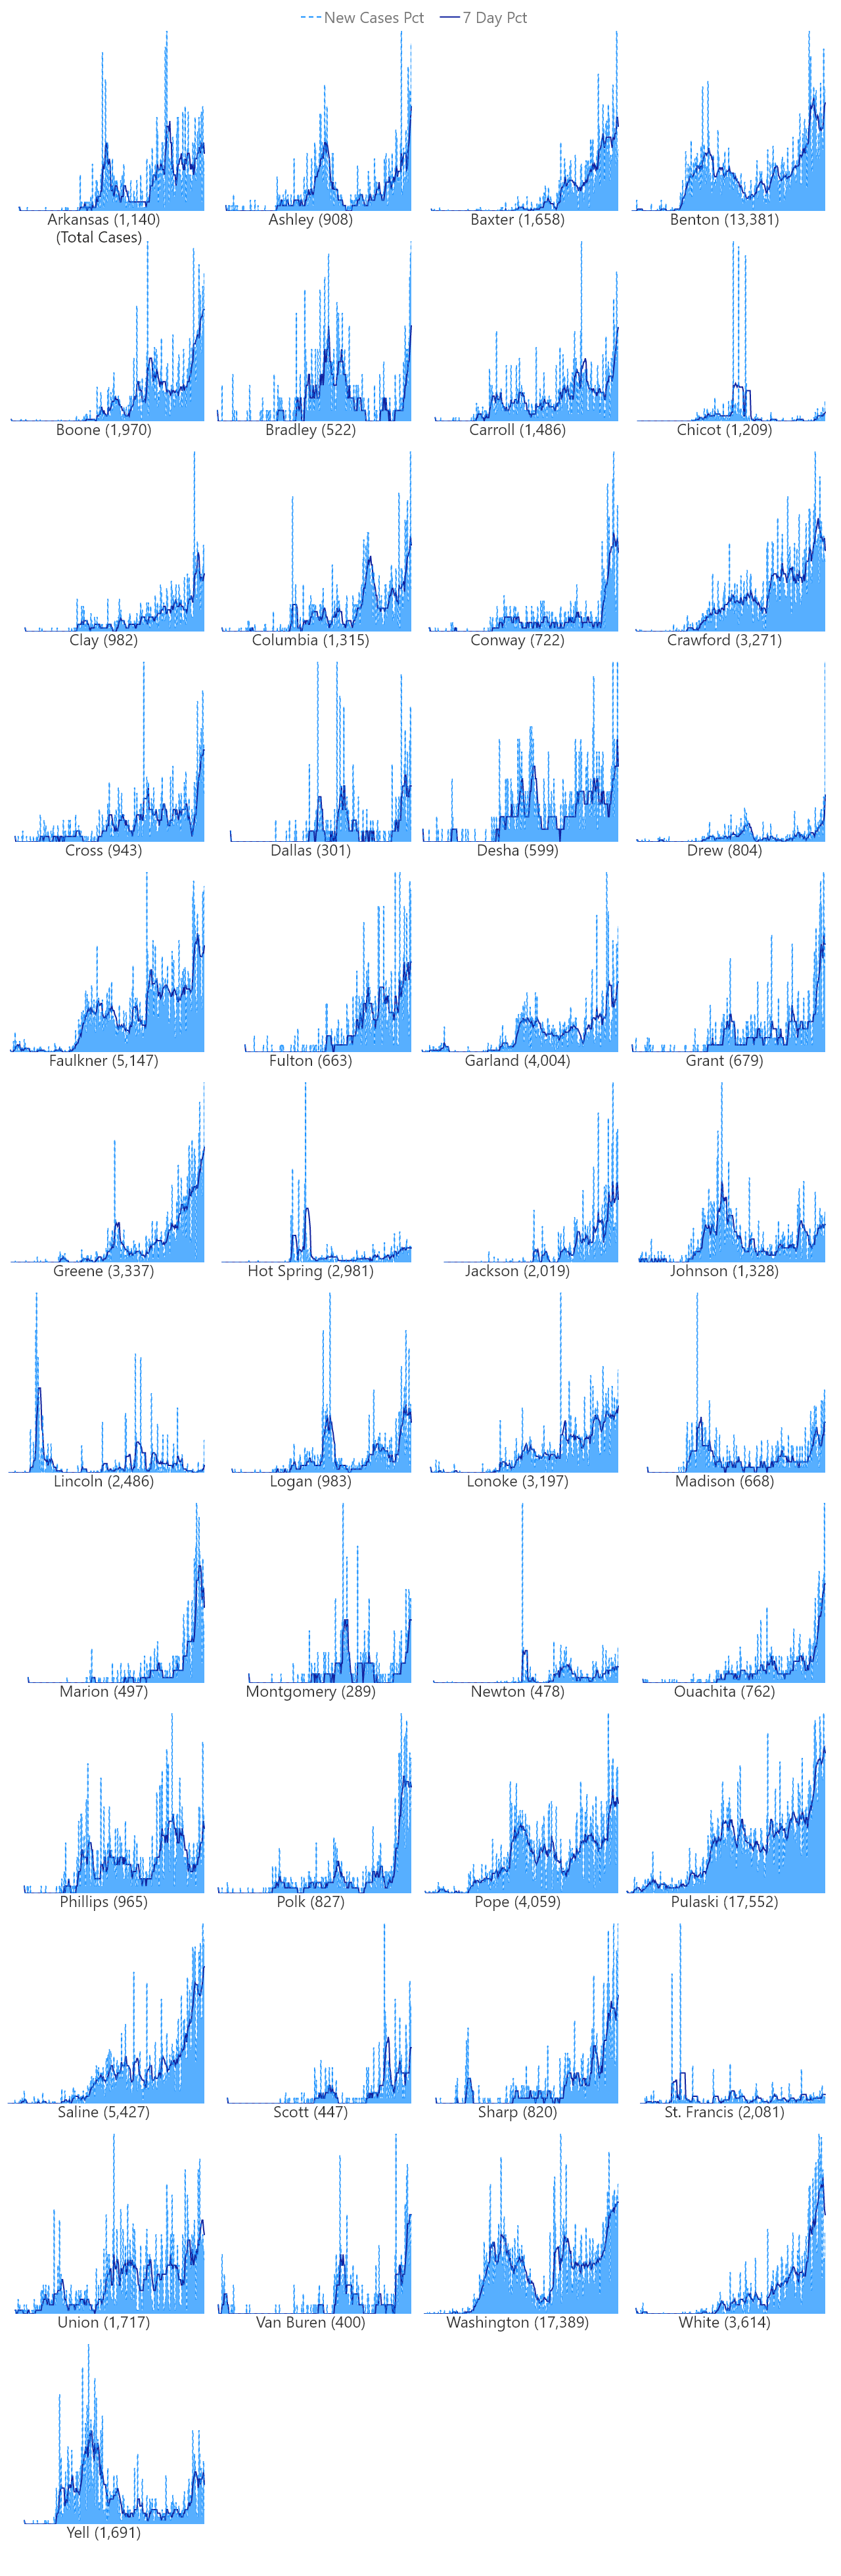 New Cases Pct 7 Day Pct
Arkansas (1,140) Ashley (908) Baxter (1,658) Benton (13,381)
(Total Cases)
Boone (1,970) Bradley (522) Carroll (1,486) Chicot (1,209)
Clay (982) Columbia (1,315) Conway (722) Crawford (3,271)
Cross (943) Dallas (301) Desha (599) Drew (804)
Faulkner (5,147) Fulton (663) Garland (4,004) Grant (679)
Greene (3,337) Hot Spring (2,981) Jackson (2,019) Johnson (1,328)
Lincoln (2,486) Logan (983) Lonoke (3,197) Madison (668)
Marion (497) Montgomery (289) Newton (478) Ouachita (762)
Phillips (965) Polk (827) Pope (4,059) Pulaski (17,552)
Saline (5,427) Scott (447) Sharp (820) St. Francis (2,081)
Union (1,717) Van Buren (400) Washington (17,389) White (3,614)
Yell (1,691)